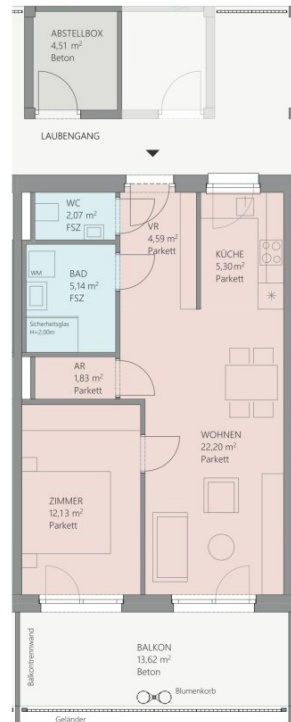 ABSTELLBOX
4,51 m²
Beton
LAUBENGANG
WC
2,07 m²
FSZ
VR
4,59 m²
Parkett
KÜCHE
5,30 m²
Parkett
BAD
5,14 m²
FSZ
WM
Sicherheitsglas
H=2,00m
AR
1,83 m²
Parkett
WOHNEN
22,20 m²
Parkett
ZIMMER
12,13 m²
Parkett
Balkontrennwand
BALKON
13,62 m²
Beton
Blumenkorb
Geländer